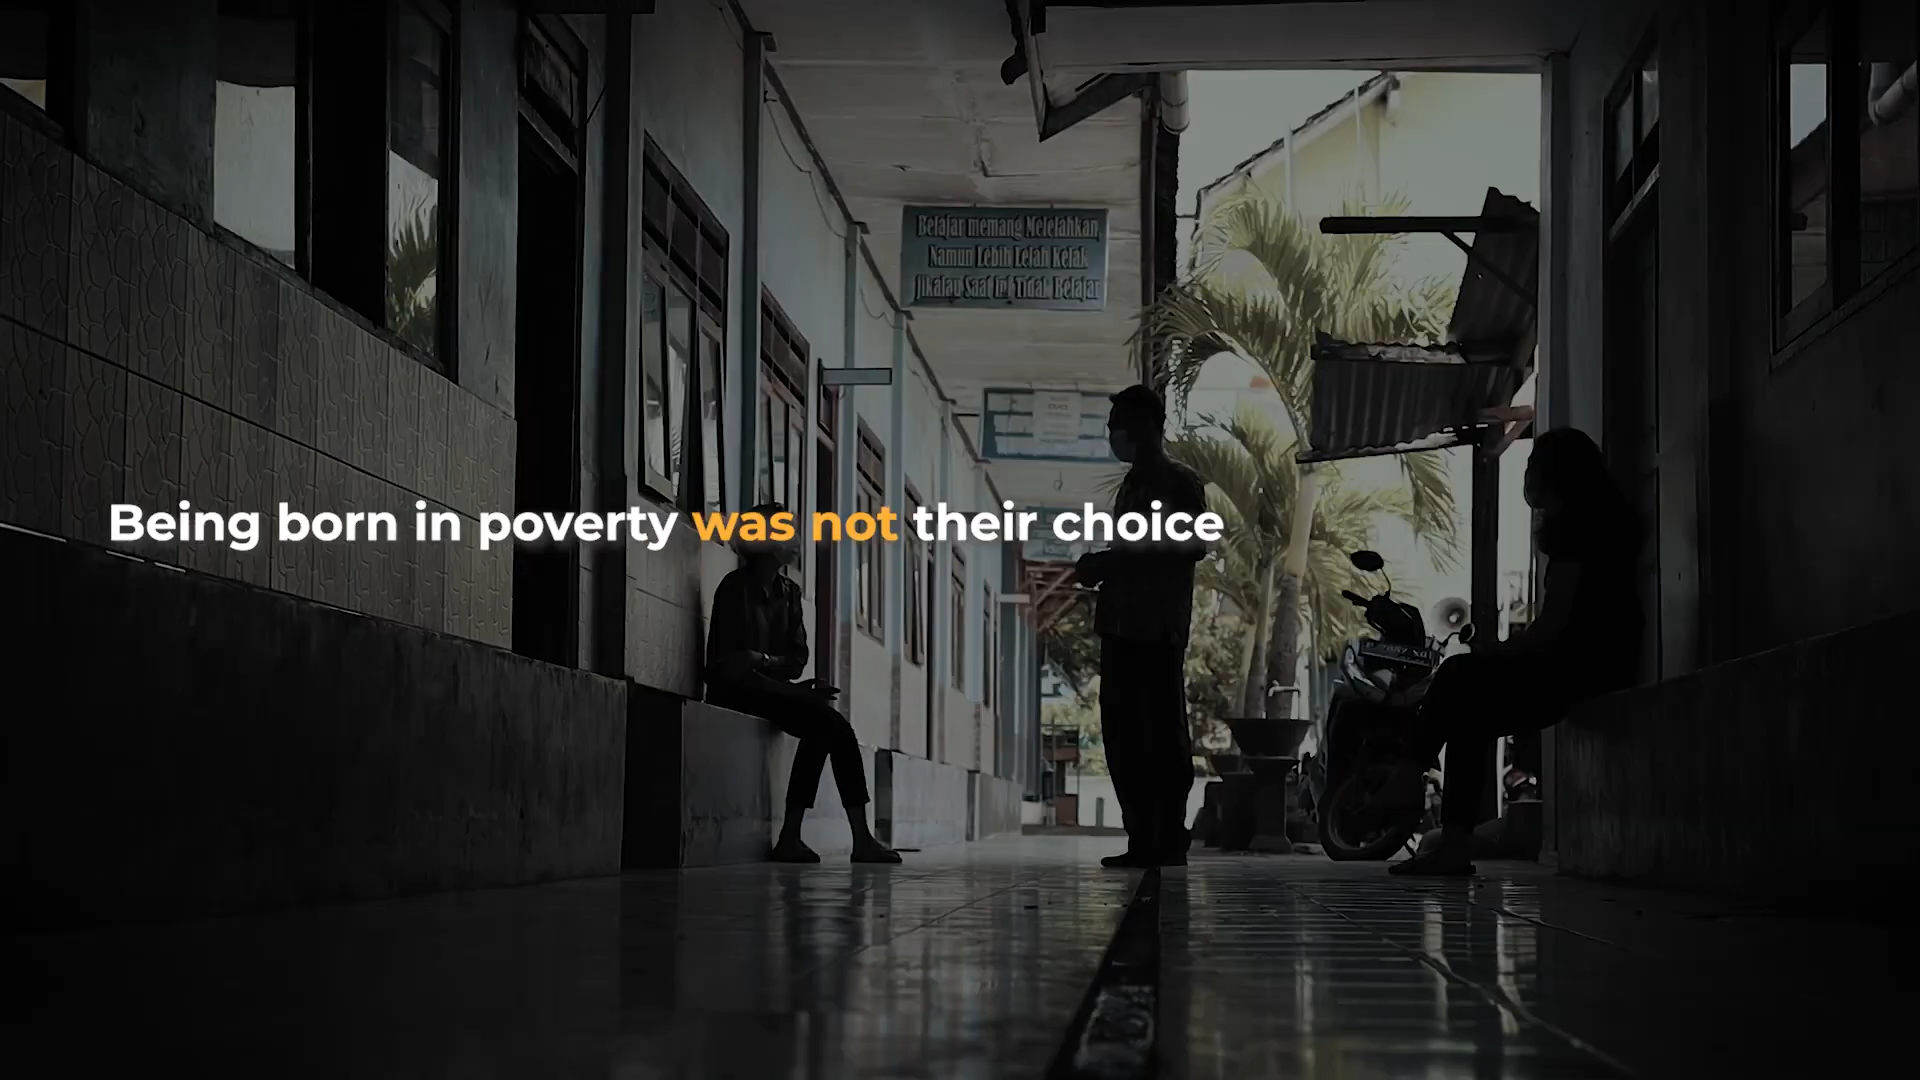 Belajar memang Melelahkan
Namun Lebih Lelah Kelak
Jikalau Saat Ini Tidak Belajar
Being born in poverty was not their choice